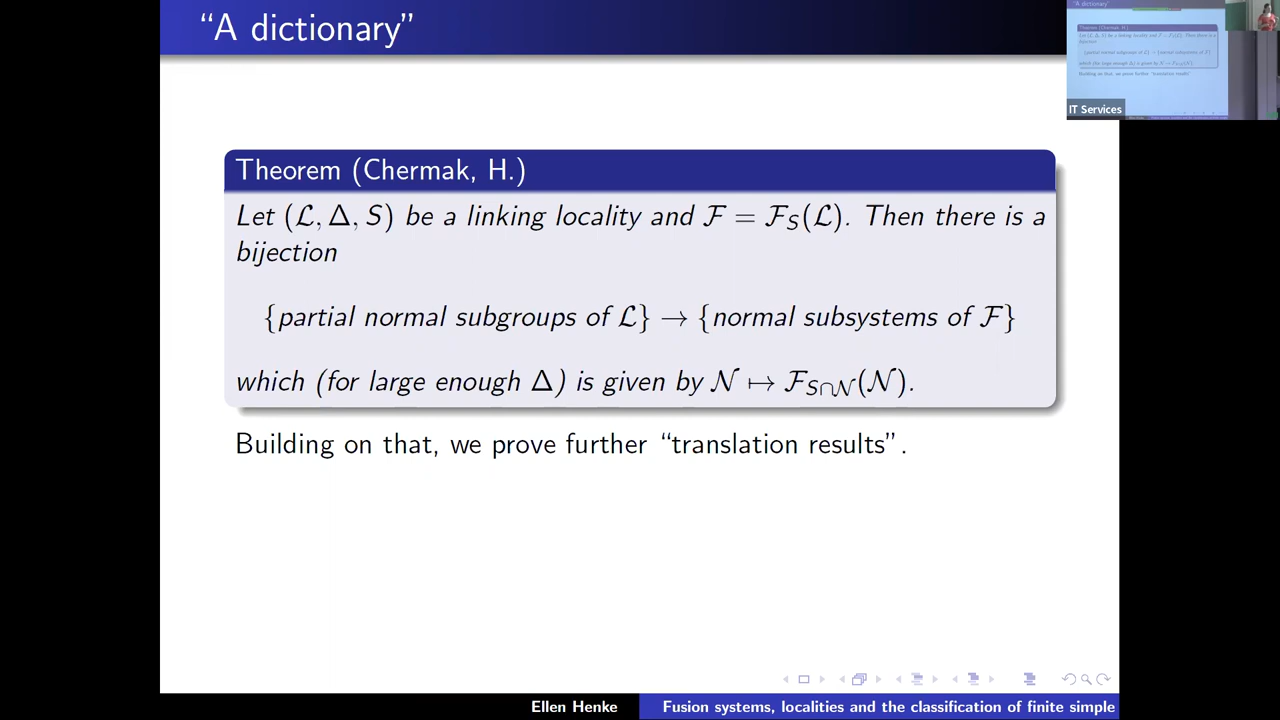 "A dictionary"
IT Services
Theorem (Chermak, H.)
Let (ℒ, Δ, S) be a linking locality and ℱ = ℱ_S(ℒ). Then there is a
bijection
{partial normal subgroups of ℒ} → {normal subsystems of ℱ}
which (for large enough Δ) is given by 𝒩 ↦ ℱ_{S∩𝒩}(𝒩).
Building on that, we prove further "translation results".
Ellen Henke
Fusion systems, localities and the classification of finite simple